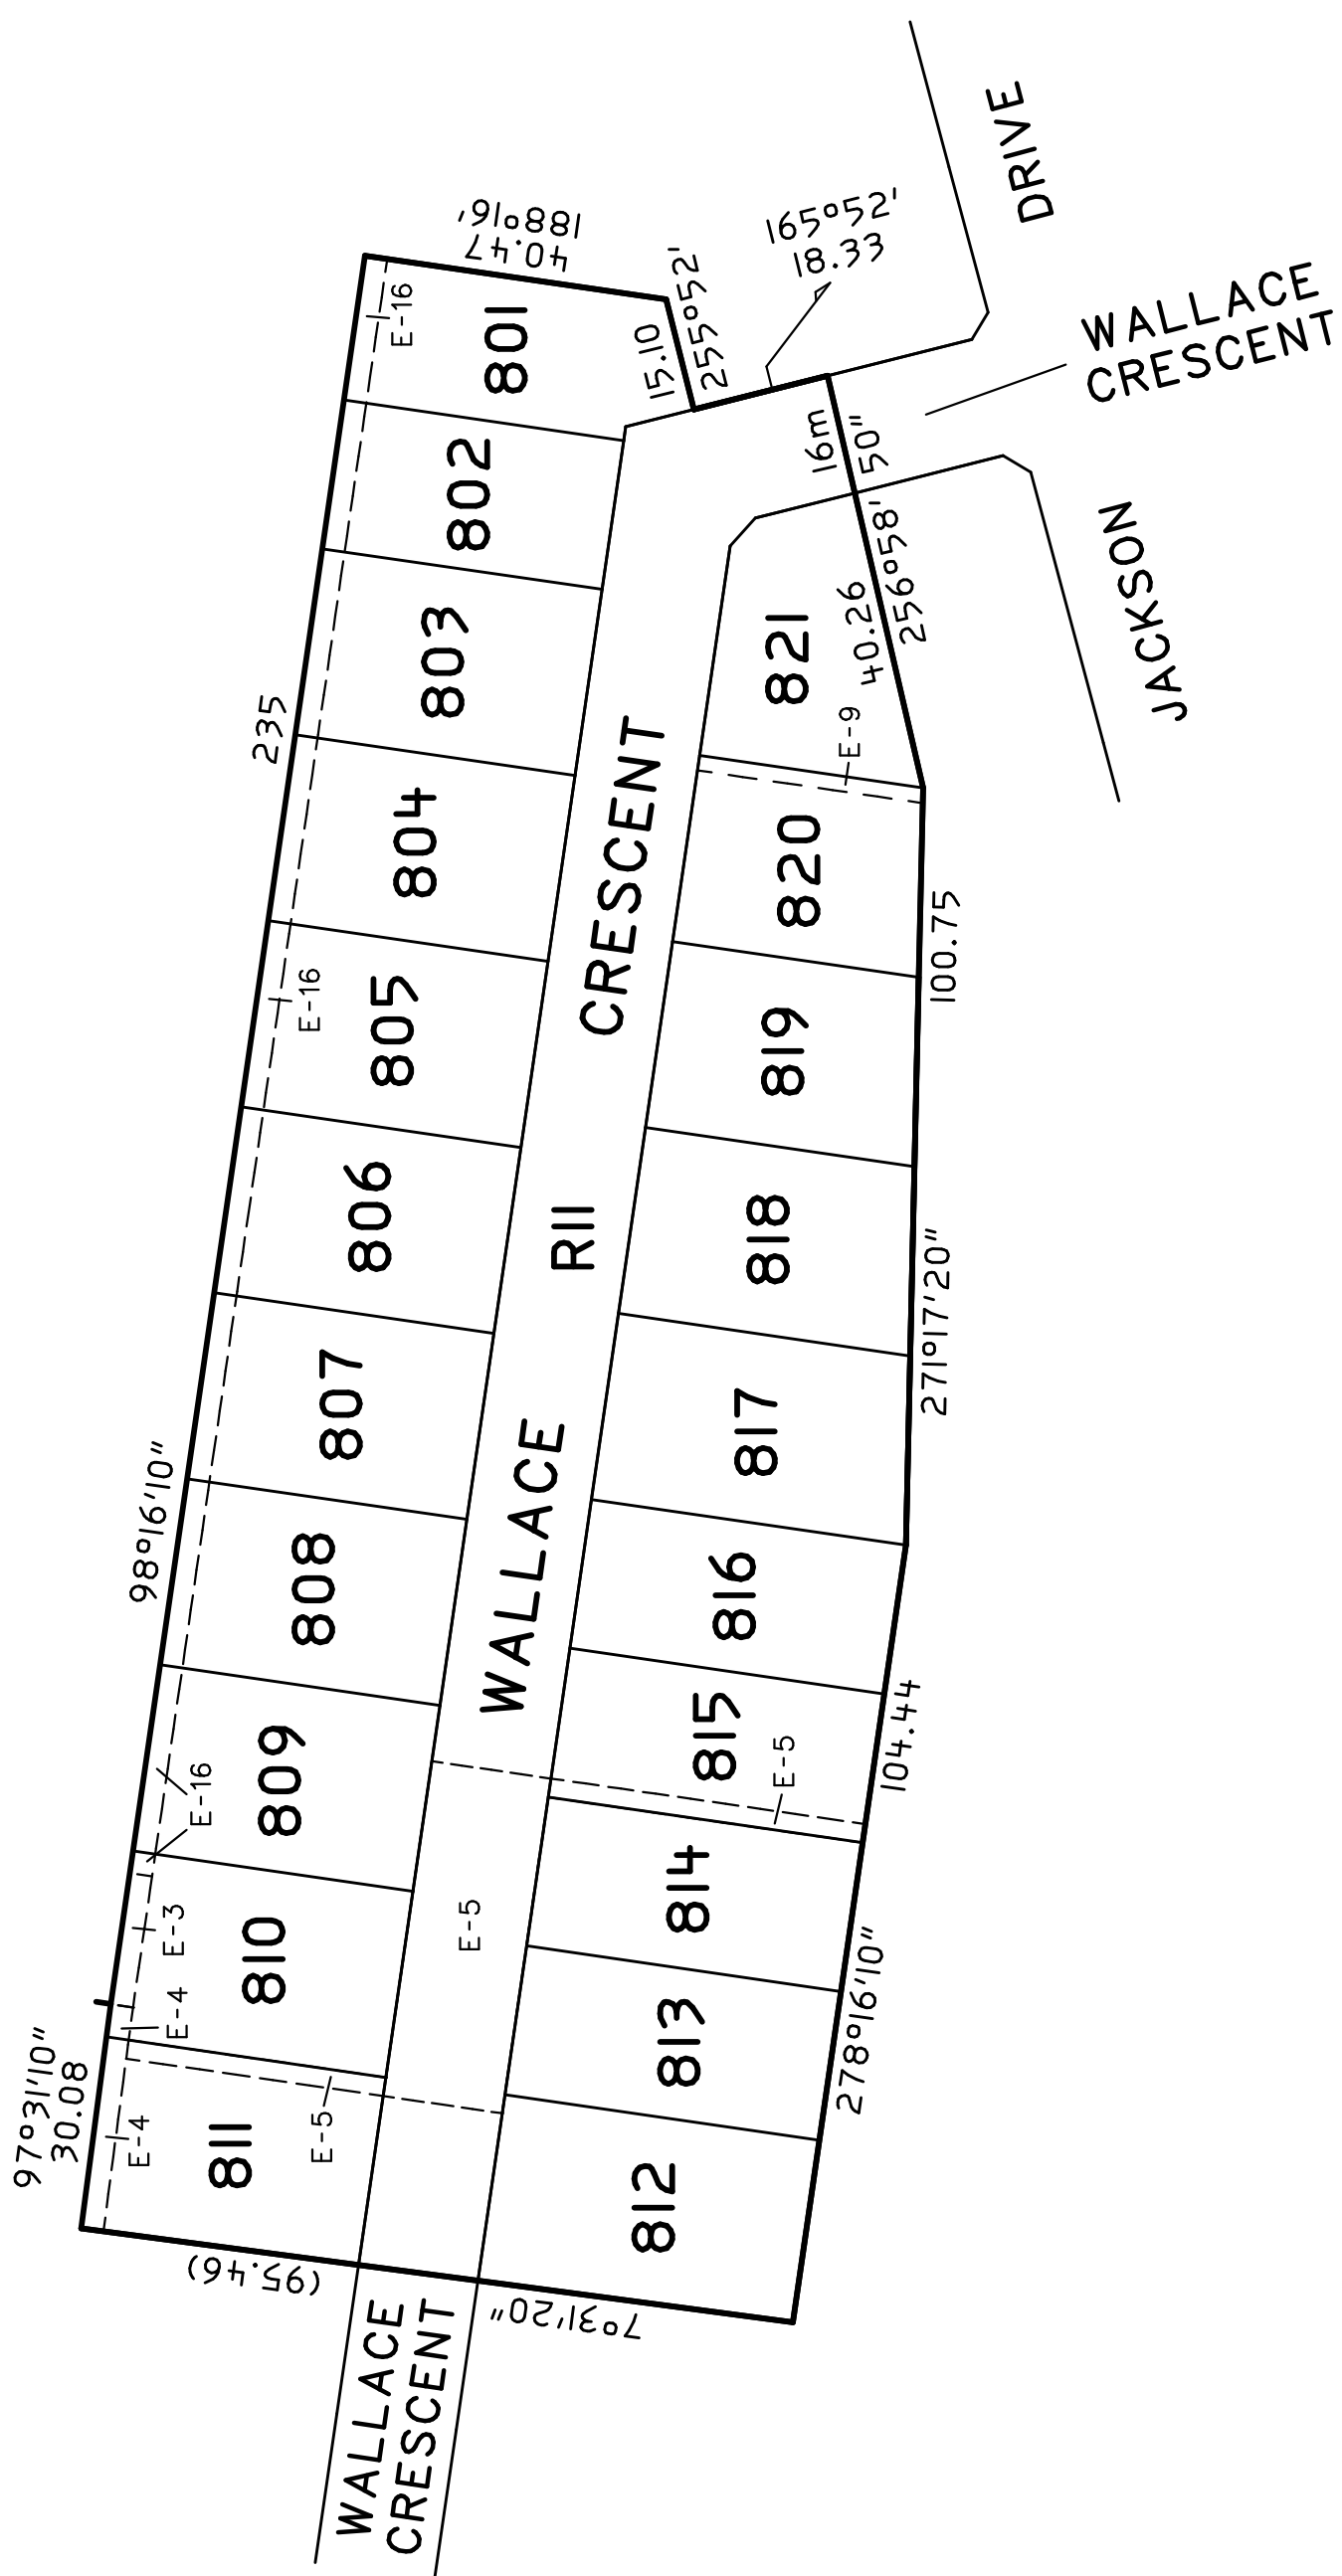 DRIVE
188°16'
40.47
165°52'
18.33
255°52'
15.10
WALLACE
CRESCENT
E-16
801
802
16m
50"
256°58'
40.26
JACKSON
803
821
235
E-9
804
CRESCENT
820
100.75
E-16
805
819
806
R11
818
271°17'20"
807
817
98°16'10"
WALLACE
808
816
809
E-16
815
E-5
104.44
E-3
810
E-4
E-5
814
813
278°16'10"
97°31'10"
30.08
E-4
811
E-5
812
(95.46)
7°31'20"
WALLACE
CRESCENT